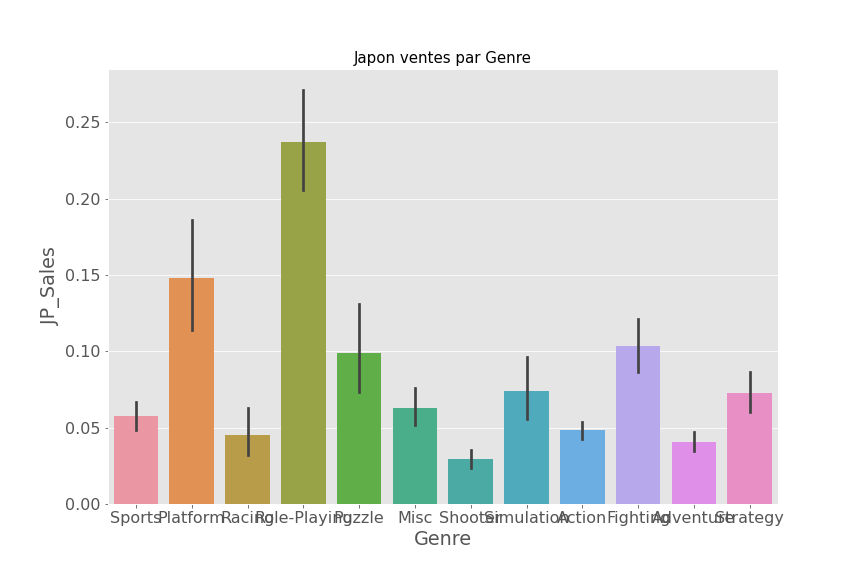 Japon ventes par Genre
JP_Sales
0.25
0.20
0.15
0.10
0.05
0.00
Sports Platform Racing Role-Playing Puzzle Misc Shooter Simulation Action Fighting Adventure Strategy
Genre